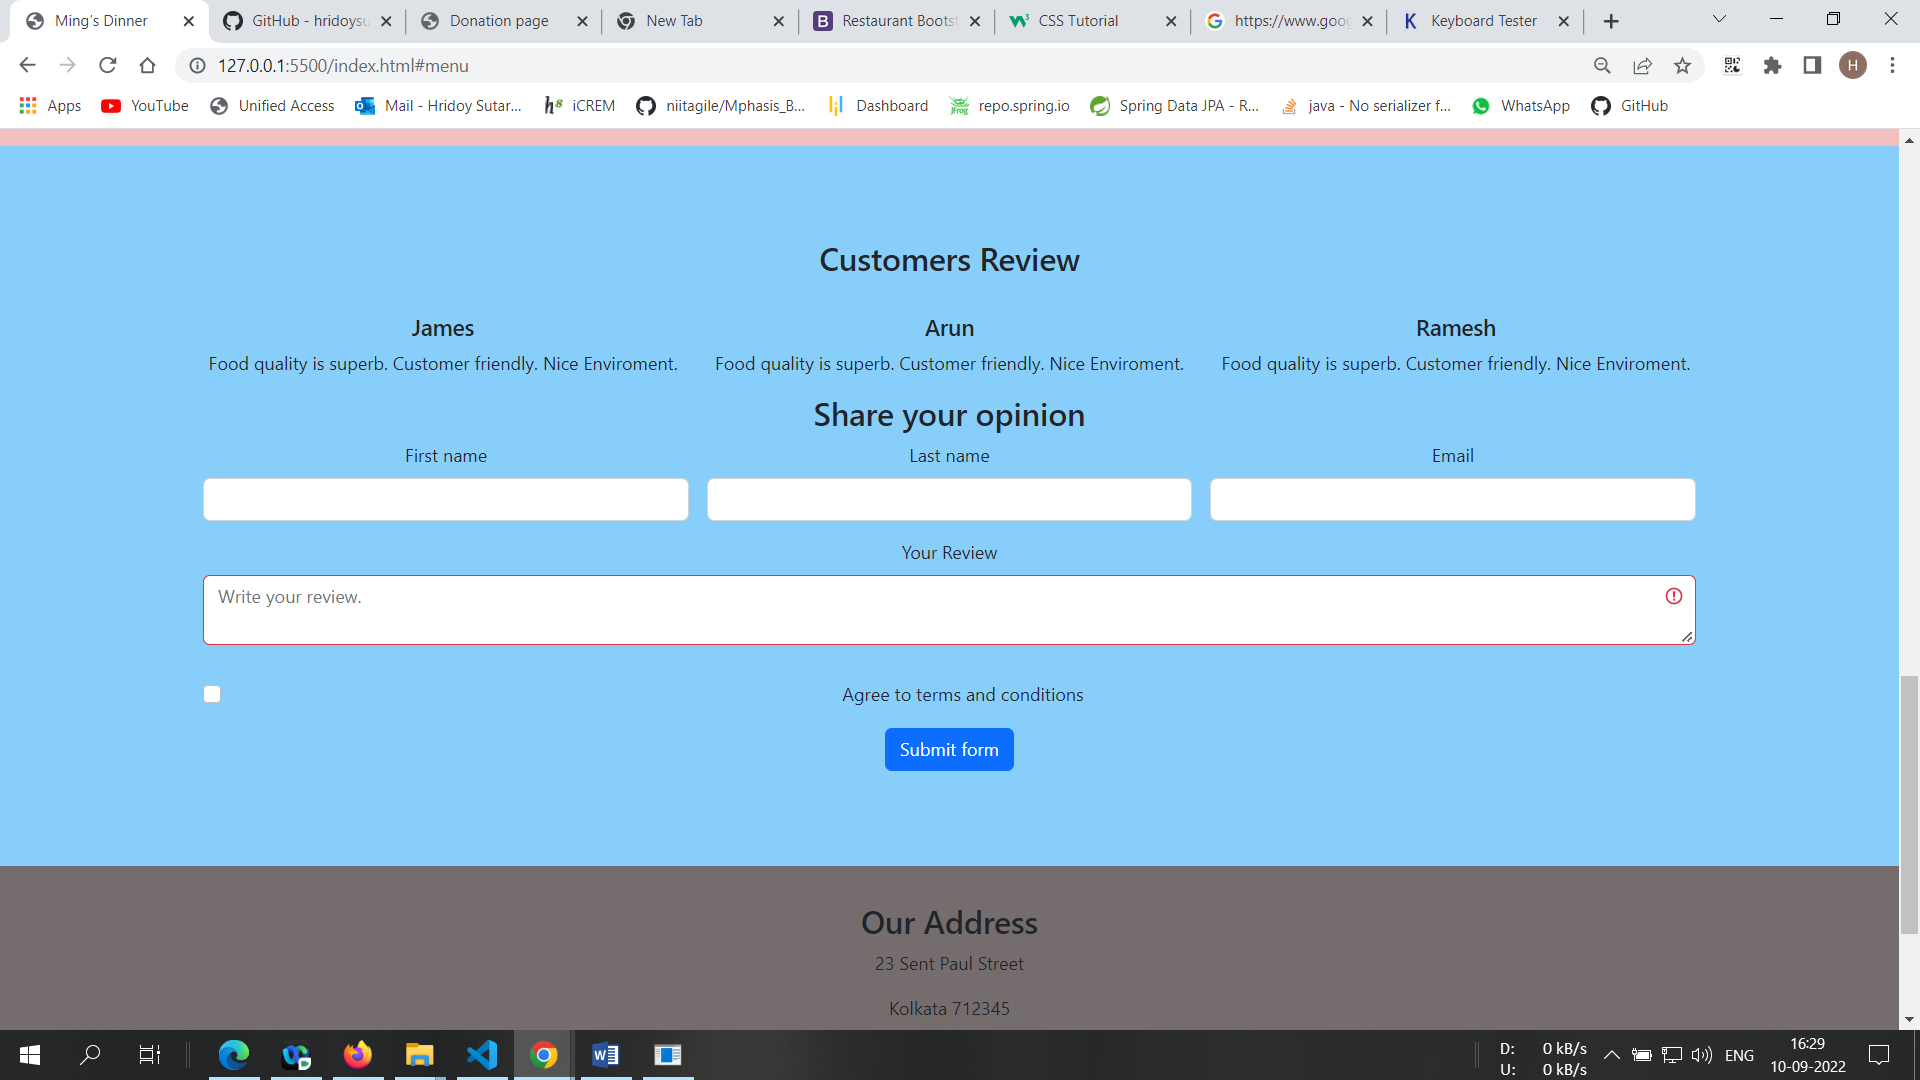 Ming's Dinner GitHub - hridoysu Donation page New Tab Restaurant Bootst CSS Tutorial https://www.goog Keyboard Tester
127.0.0.1:5500/index.html#menu H
Apps YouTube Unified Access Mail - Hridoy Sutar... iCREM niitagile/Mphasis_B... Dashboard repo.spring.io Spring Data JPA - R... java - No serializer f... WhatsApp GitHub
Customers Review
James Arun Ramesh
Food quality is superb. Customer friendly. Nice Enviroment. Food quality is superb. Customer friendly. Nice Enviroment. Food quality is superb. Customer friendly. Nice Enviroment.
Share your opinion
First name Last name Email
Your Review
Write your review.
Agree to terms and conditions
Submit form
Our Address
23 Sent Paul Street
Kolkata 712345
D: 0 kB/s
U: 0 kB/s
ENG
16:29
10-09-2022